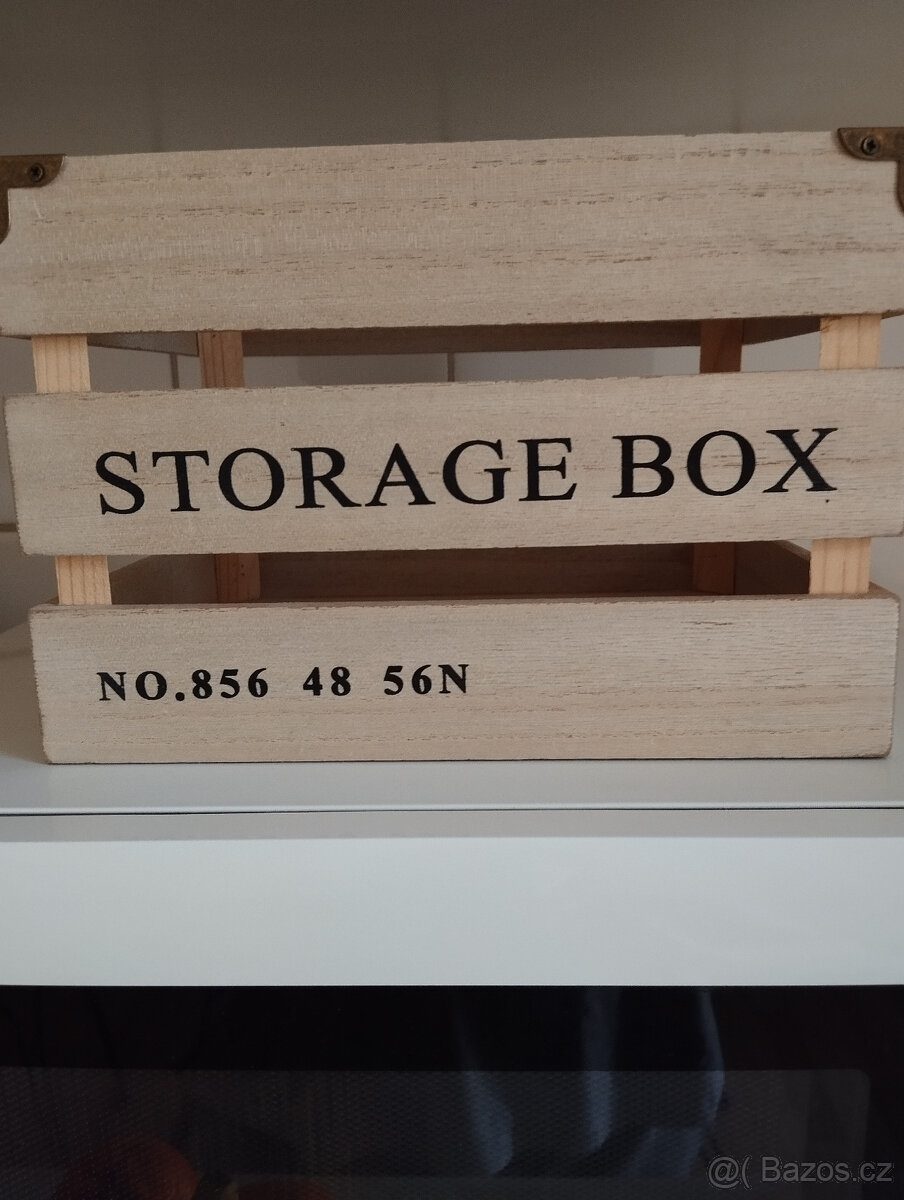 STORAGE BOX
NO.856 48 56N
@( Bazos.cz